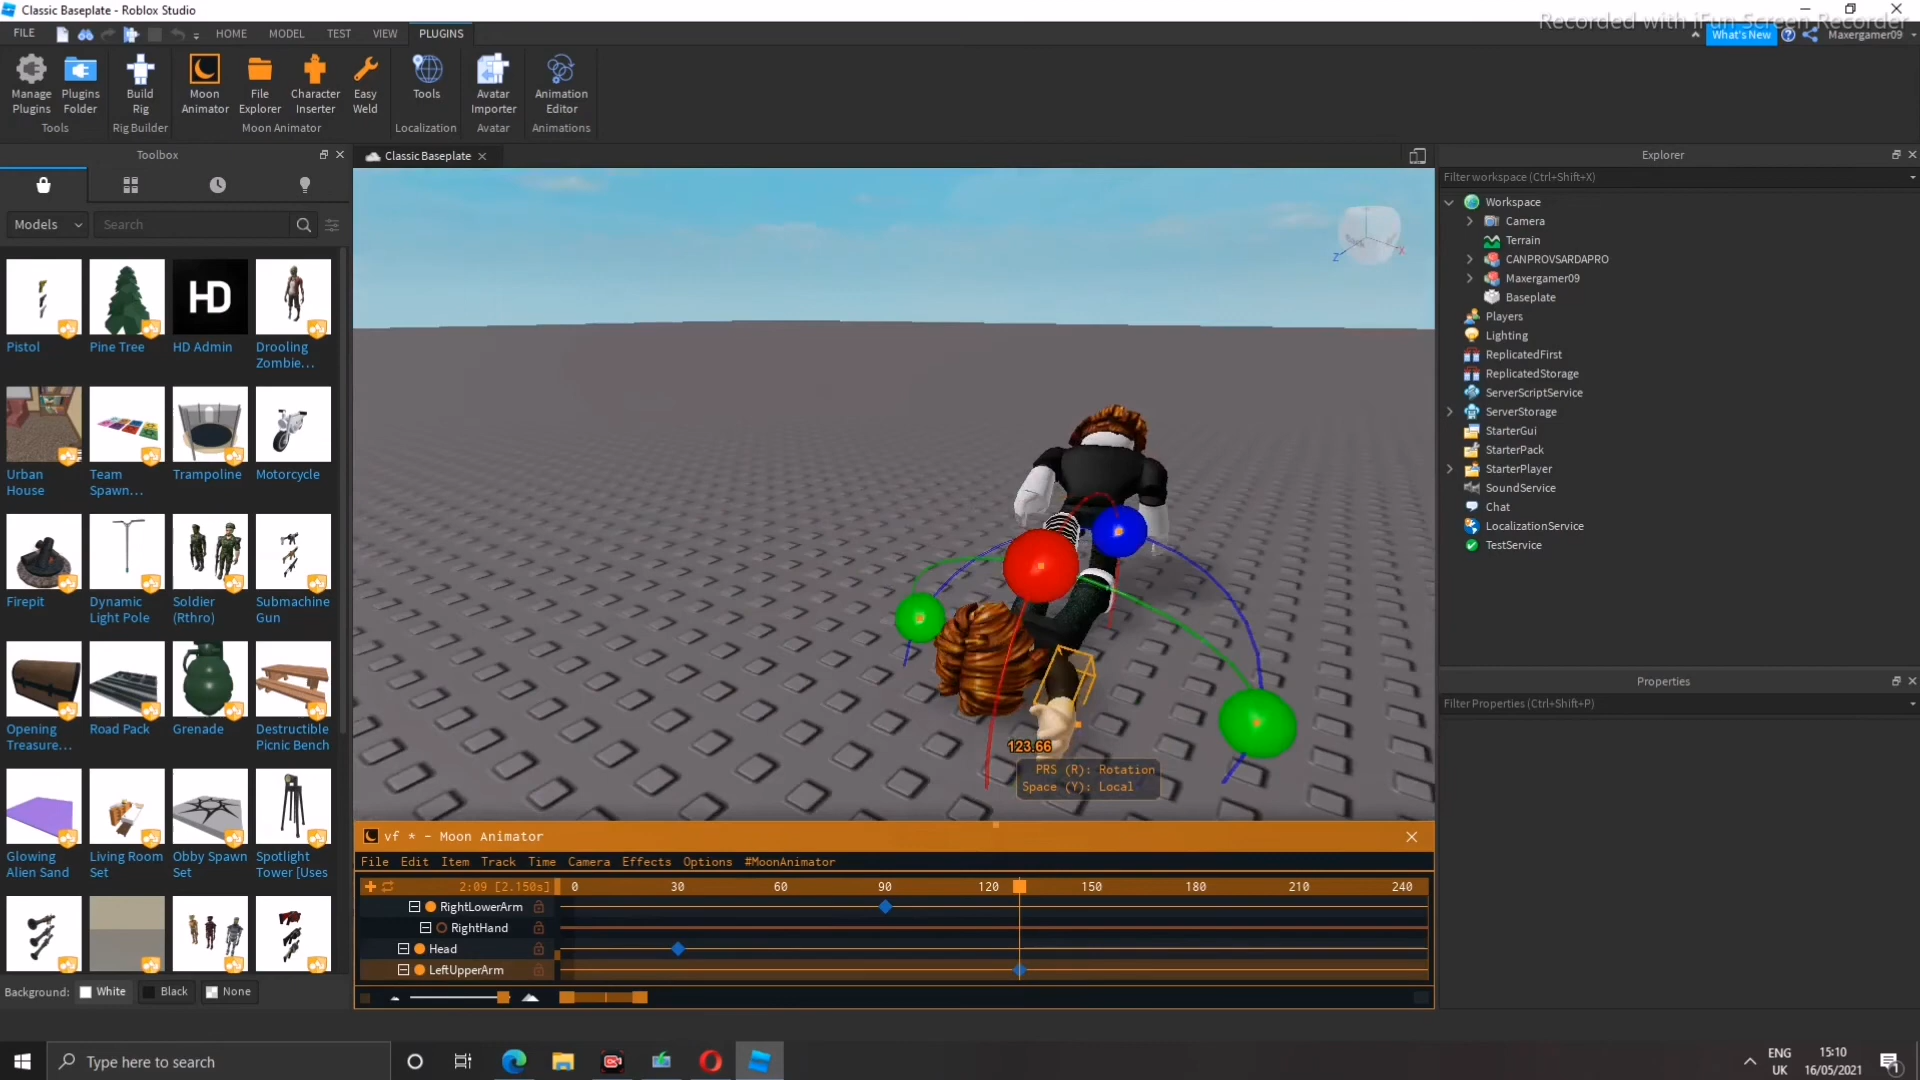 Classic Baseplate - Roblox Studio
Recorded with iFun Screen Recorder
FILE HOME MODEL TEST VIEW PLUGINS
What's New Maxergamer09
Manage Plugins
Plugins Folder
Build Rig
Moon Animator
File Explorer
Character Inserter
Easy Weld
Tools
Avatar Importer
Animation Editor
Tools Rig Builder Moon Animator Localization Avatar Animations
Toolbox
Classic Baseplate
Models Search
Pistol
Pine Tree
HD
HD Admin
Drooling Zombie...
Urban House
Team Spawn...
Trampoline
Motorcycle
Firepit
Dynamic Light Pole
Soldier (Rthro)
Submachine Gun
Opening Treasure...
Road Pack
Grenade
Destructible Picnic Bench
Glowing Alien Sand
Living Room Set
Obby Spawn Set
Spotlight Tower [Uses
Background: White Black None
Z X
123.66
PRS (R): Rotation
Space (Y): Local
vf * - Moon Animator
File Edit Item Track Time Camera Effects Options #MoonAnimator
2:09 [2.150s] 0 30 60 90 120 150 180 210 240
RightLowerArm
RightHand
Head
LeftUpperArm
Explorer
Filter workspace (Ctrl+Shift+X)
Workspace
Camera
Terrain
CANPROVSARDAPRO
Maxergamer09
Baseplate
Players
Lighting
ReplicatedFirst
ReplicatedStorage
ServerScriptService
ServerStorage
StarterGui
StarterPack
StarterPlayer
SoundService
Chat
LocalizationService
TestService
Properties
Filter Properties (Ctrl+Shift+P)
Type here to search
ENG
UK
15:10
16/05/2021
1